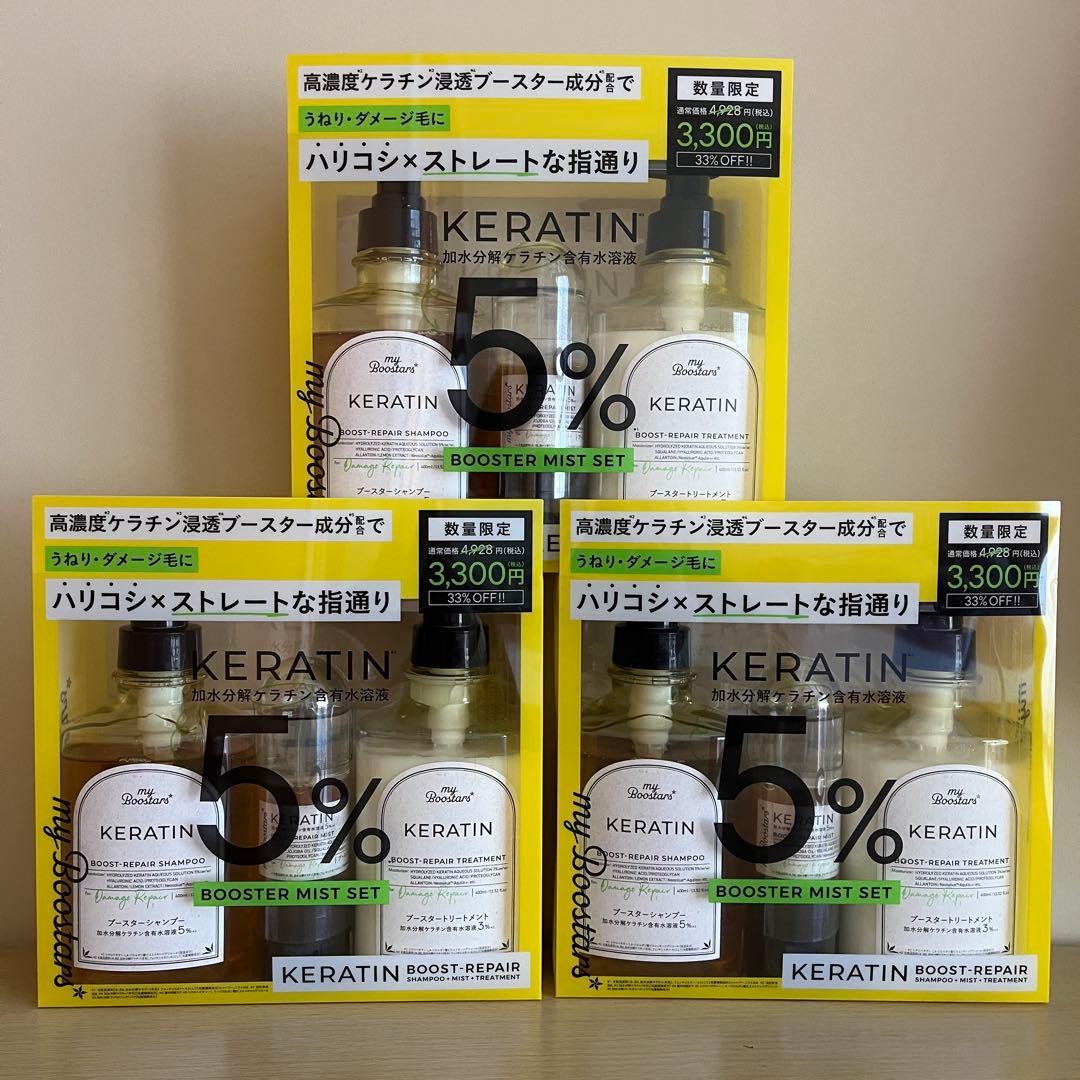 高濃度ケラチン浸透ブースター成分配合で
うねり・ダメージ毛に
ハリコシ×ストレートな指通り
数量限定
通常価格 4,928円(税込)
3,300円(税込)
33%OFF!!
KERATIN
加水分解ケラチン含有水溶液
5%
BOOSTER MIST SET
my Boostars*
my Boostars*
KERATIN
BOOST-REPAIR SHAMPOO
Damage Repair
ブースターシャンプー
KERATIN
my Boostars*
KERATIN
BOOST-REPAIR TREATMENT
Damage Repair
ブースタートリートメント
高濃度ケラチン浸透ブースター成分配合で
うねり・ダメージ毛に
ハリコシ×ストレートな指通り
数量限定
通常価格 4,928円(税込)
3,300円(税込)
33%OFF!!
KERATIN
加水分解ケラチン含有水溶液
5%
BOOSTER MIST SET
my Boostars*
my Boostars*
KERATIN
BOOST-REPAIR SHAMPOO
Damage Repair
ブースターシャンプー
加水分解ケラチン含有水溶液5%
KERATIN
my Boostars*
KERATIN
BOOST-REPAIR TREATMENT
Damage Repair
ブースタートリートメント
加水分解ケラチン含有水溶液3%
KERATIN BOOST-REPAIR
SHAMPOO+MIST+TREATMENT
高濃度ケラチン浸透ブースター成分配合で
うねり・ダメージ毛に
ハリコシ×ストレートな指通り
数量限定
通常価格 4,928円(税込)
3,300円(税込)
33%OFF!!
KERATIN
加水分解ケラチン含有水溶液
5%
BOOSTER MIST SET
my Boostars*
my Boostars*
KERATIN
BOOST-REPAIR SHAMPOO
Damage Repair
ブースターシャンプー
加水分解ケラチン含有水溶液5%
KERATIN
my Boostars*
KERATIN
BOOST-REPAIR TREATMENT
Damage Repair
ブースタートリートメント
加水分解ケラチン含有水溶液3%
KERATIN BOOST-REPAIR
SHAMPOO+MIST+TREATMENT